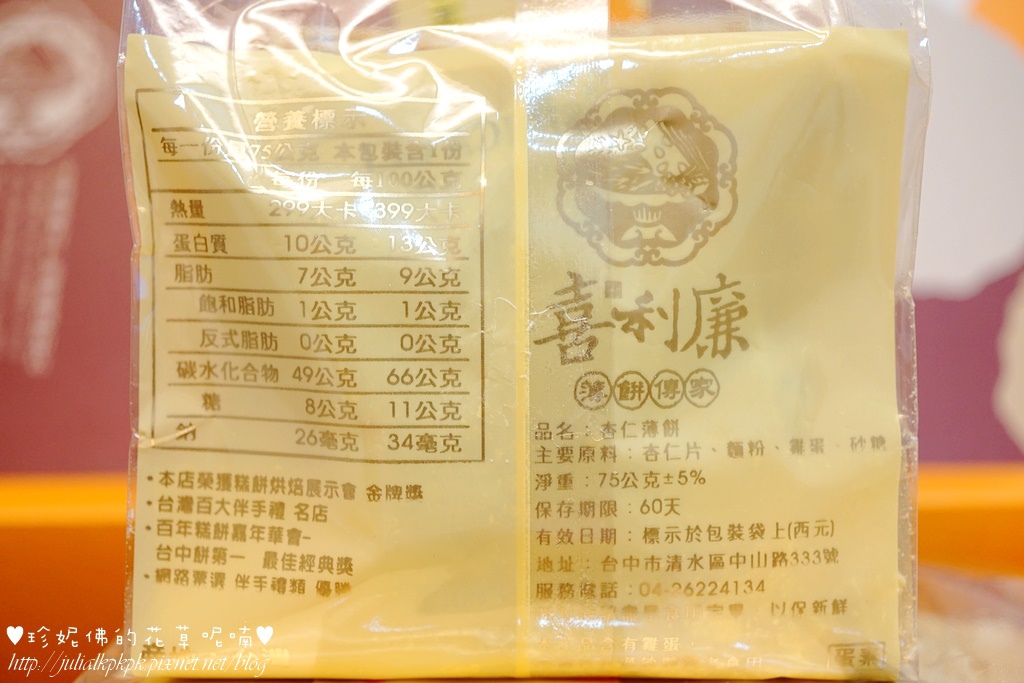 營養標示
每一份量75公克 本包裝含1份
每份 每100公克
熱量 299大卡 399大卡
蛋白質 10公克 13公克
脂肪 7公克 9公克
飽和脂肪 1公克 1公克
反式脂肪 0公克 0公克
碳水化合物 49公克 66公克
糖 8公克 11公克
鈉 26毫克 34毫克
•本店榮獲糕餅烘焙展示會 金牌獎
•台灣百大伴手禮 名店
•百年糕餅嘉年華會-
台中餅第一 最佳經典獎
•網路票選 伴手禮類 優勝
喜利廉
薄餅傳家
品名:杏仁薄餅
主要原料:杏仁片、麵粉、雞蛋、砂糖
淨重:75公克±5%
保存期限:60天
有效日期:標示於包裝袋上(西元)
地址:台中市清水區中山路333號
服務電話:04-26224134
以保新鮮
含有雞蛋
蛋素
♥珍妮佛的花草呢喃♥
http://julialkpkpk.pixnet.net/blog